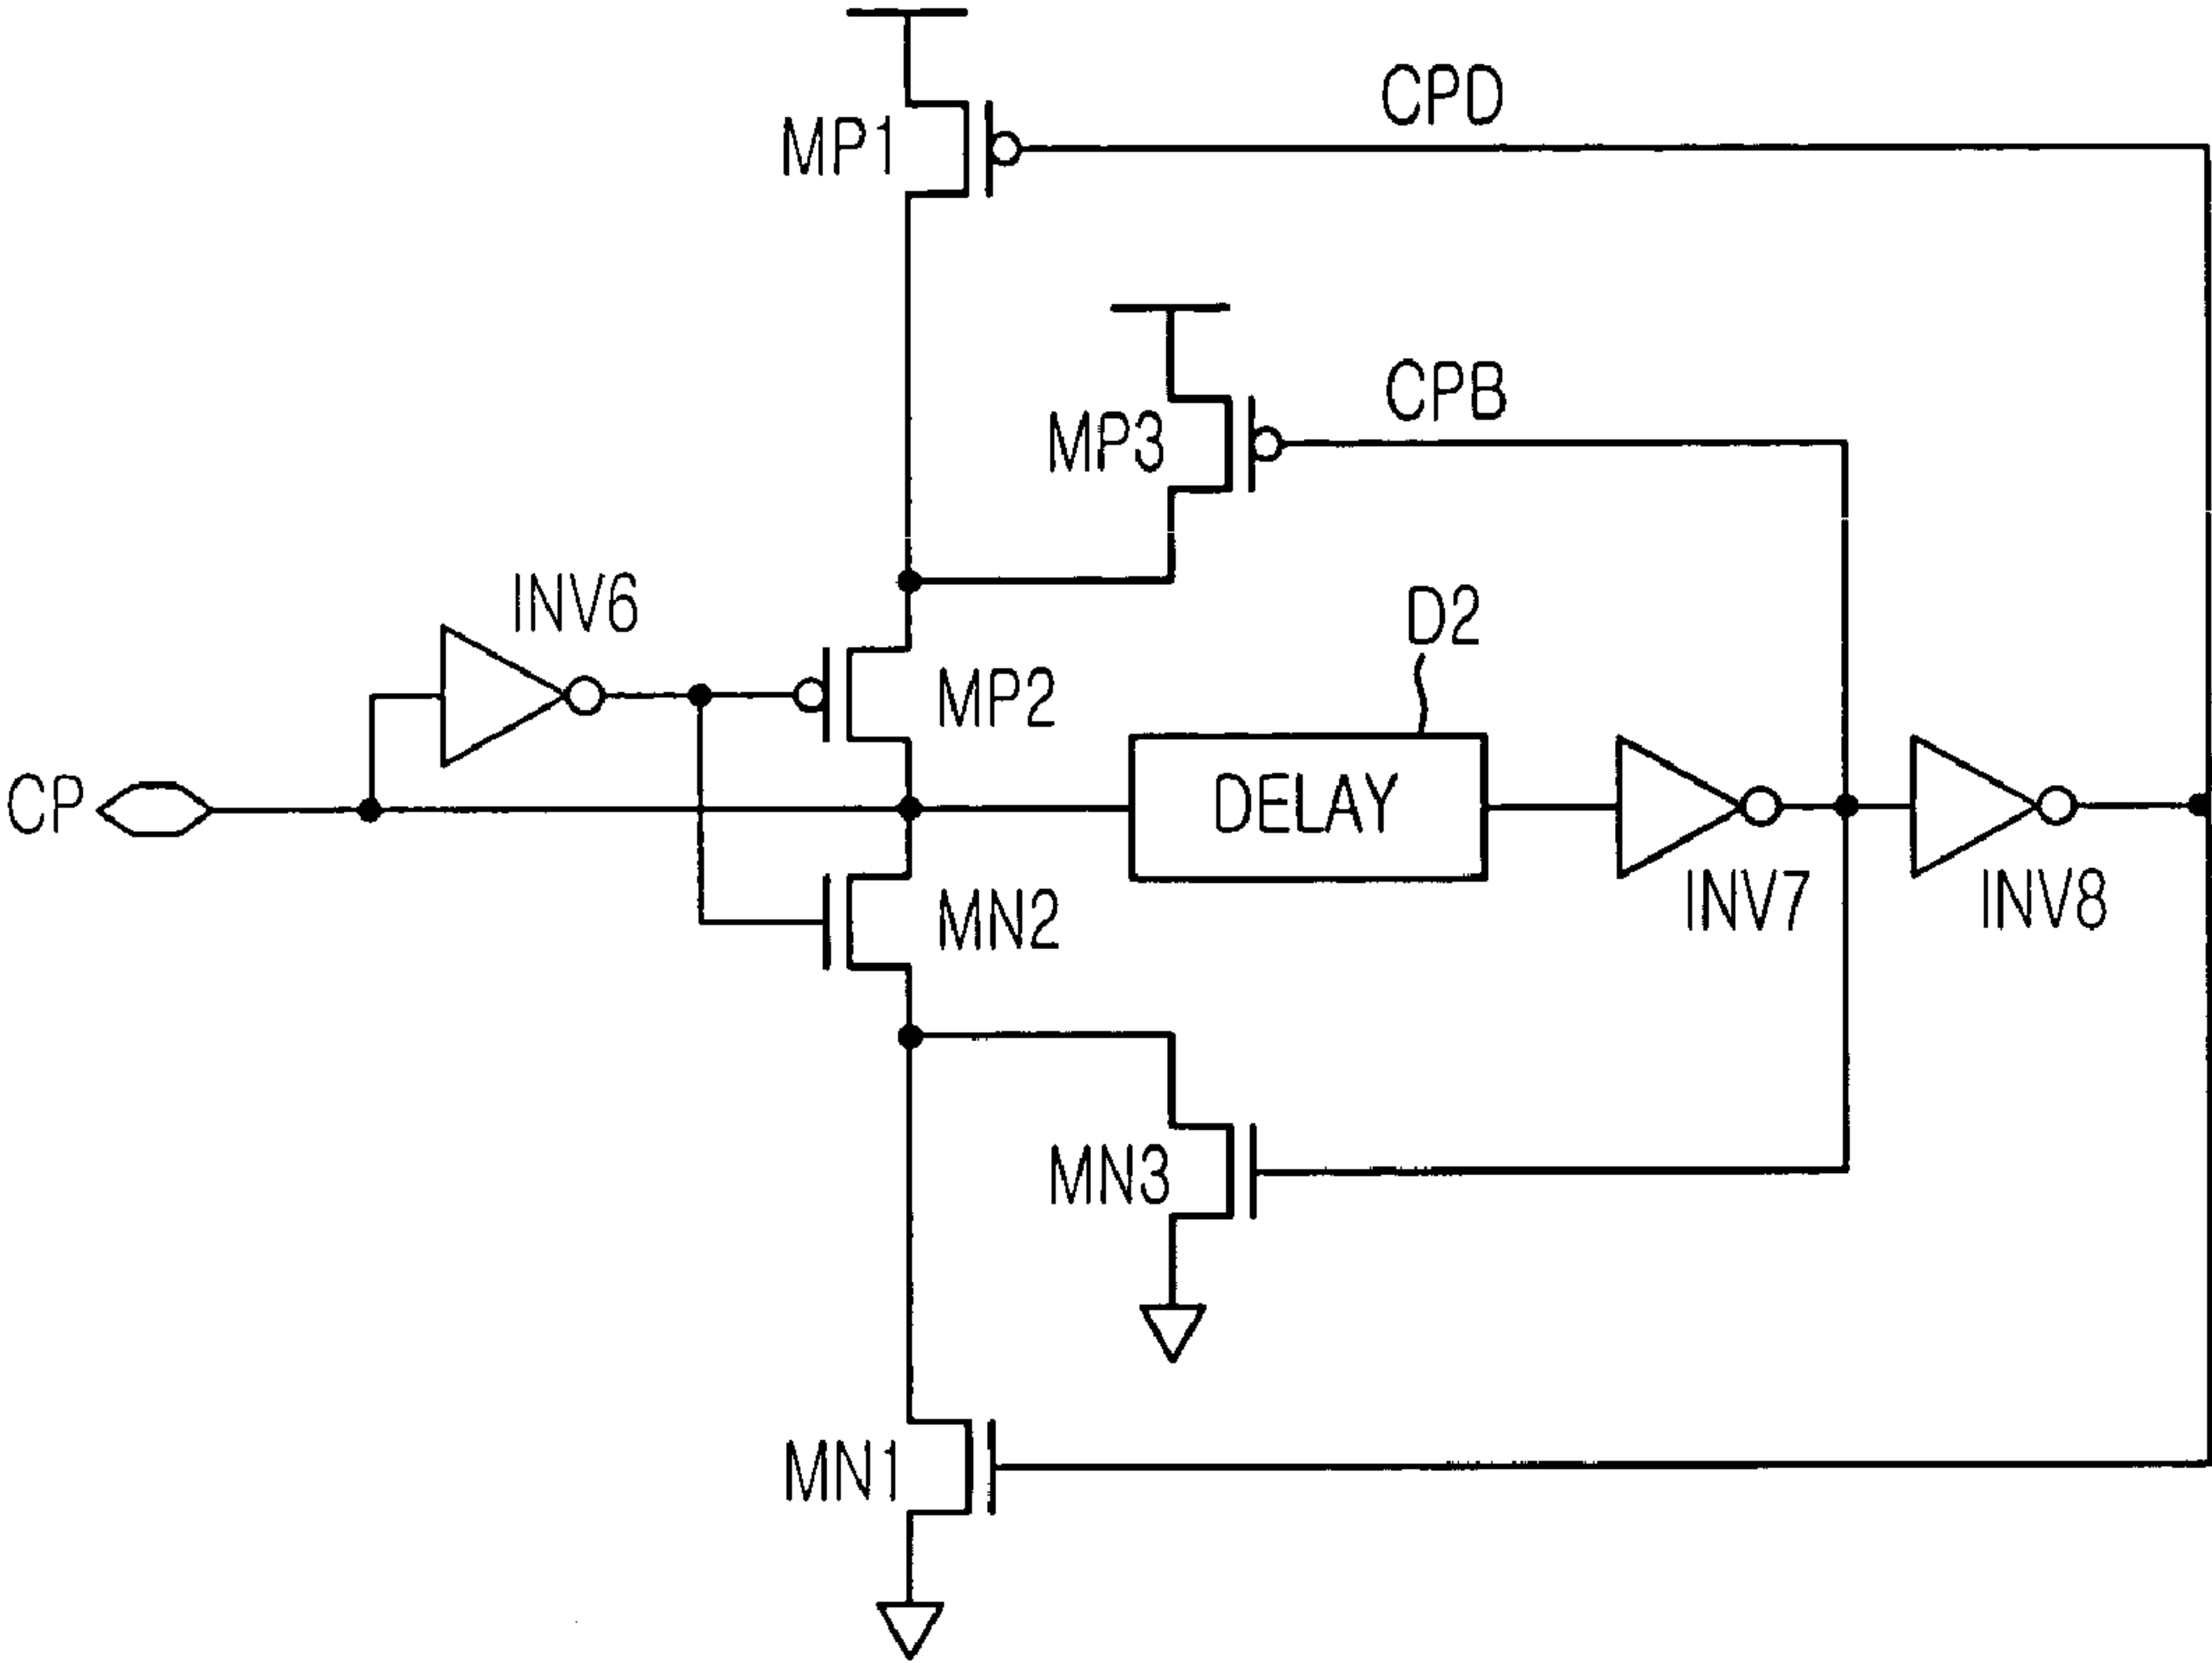 CPD
MP1
CPB
MP3
INV6
D2
MP2
CP
DELAY
INV7
INV8
MN2
MN3
MN1